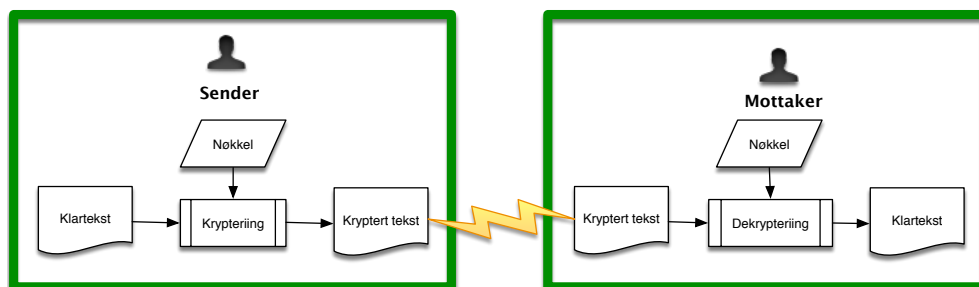 Sender
Nøkkel
Klartekst
Krypteriing
Kryptert tekst
Mottaker
Nøkkel
Kryptert tekst
Dekrypteriing
Klartekst